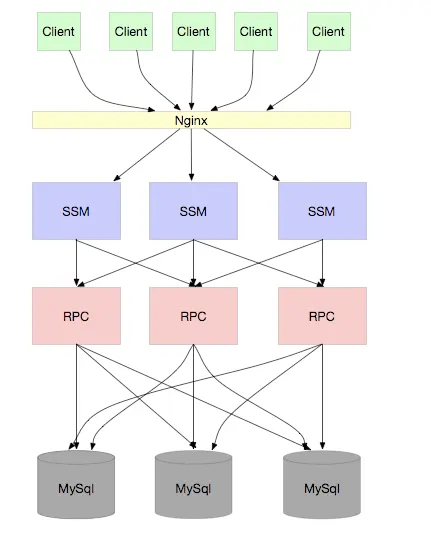 Client Client Client Client Client
Nginx
SSM SSM SSM
RPC RPC RPC
MySql MySql MySql